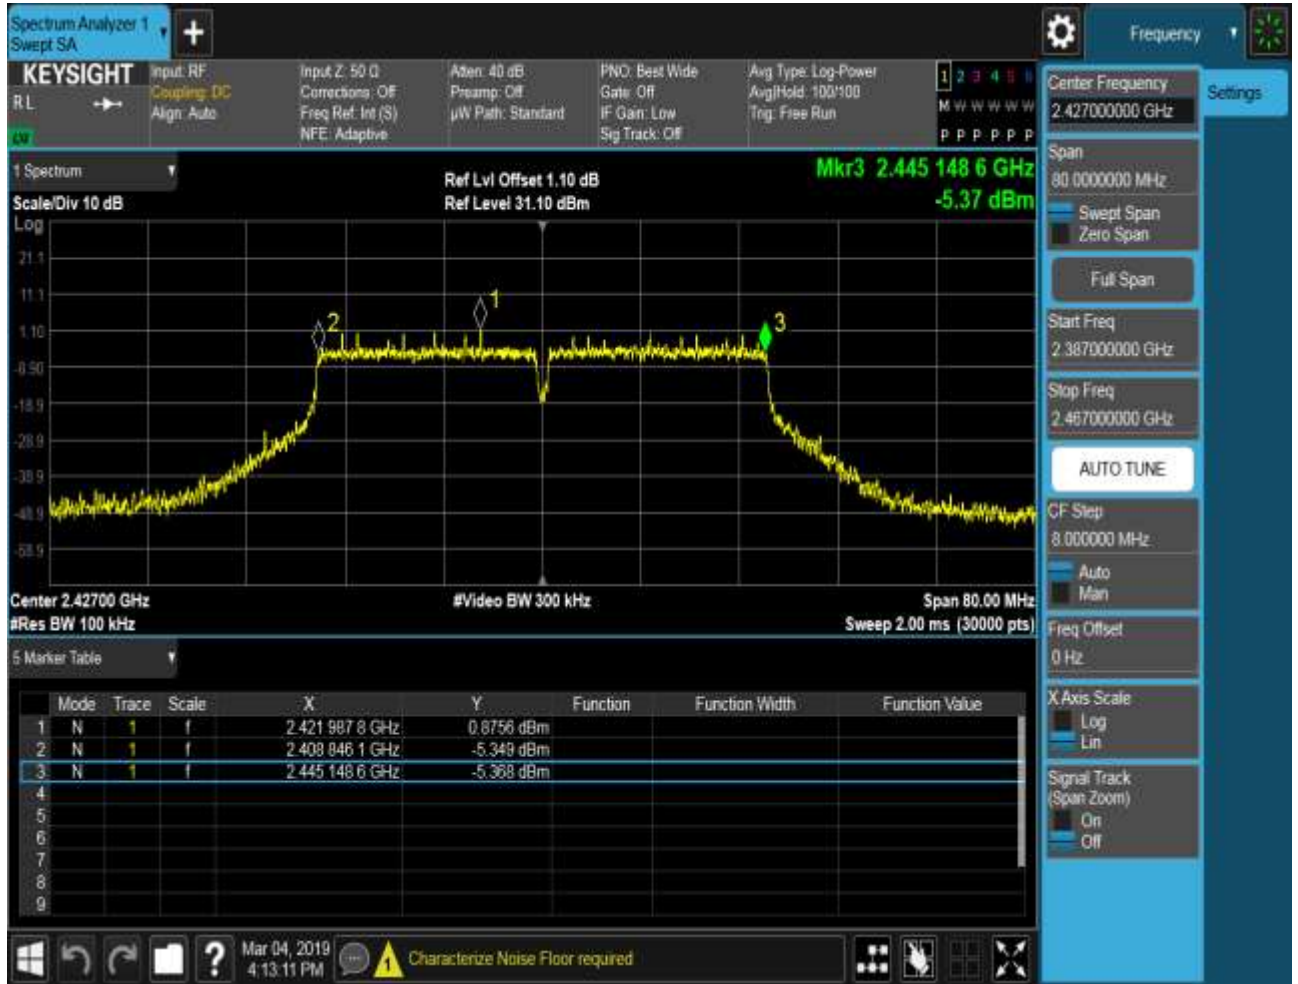 Spectrum Analyzer 1
Swept SA
+
Frequency
KEYSIGHT
RL
Input: RF
Coupling: DC
Align: Auto
Input Z: 50 Ω
Corrections: Off
Freq Ref: Int (S)
NFE: Adaptive
Atten: 40 dB
Preamp: Off
µW Path: Standard
PNO: Best Wide
Gate: Off
IF Gain: Low
Sig Track: Off
Avg Type: Log-Power
Avg|Hold: 100/100
Trig: Free Run
1 2 3 4 5 6
M W W W W W
P P P P P P
1 Spectrum
Scale/Div 10 dB
Ref Lvl Offset 1.10 dB
Ref Level 31.10 dBm
Mkr3 2.445 148 6 GHz
-5.37 dBm
Log
21.1
11.1
1.10
-8.90
-18.9
-28.9
-38.9
-48.9
-58.9
1
2
3
Center 2.42700 GHz
#Res BW 100 kHz
#Video BW 300 kHz
Span 80.00 MHz
Sweep 2.00 ms (30000 pts)
5 Marker Table
Mode Trace Scale X Y Function Function Width Function Value
1 N 1 f 2.421 987 8 GHz 0.8756 dBm
2 N 1 f 2.408 846 1 GHz -5.349 dBm
3 N 1 f 2.445 148 6 GHz -5.368 dBm
4
5
6
7
8
9
Mar 04, 2019
4:13:11 PM
1
Characterize Noise Floor required
Center Frequency
2.427000000 GHz
Settings
Span
80.0000000 MHz
Swept Span
Zero Span
Full Span
Start Freq
2.387000000 GHz
Stop Freq
2.467000000 GHz
AUTO TUNE
CF Step
8.000000 MHz
Auto
Man
Freq Offset
0 Hz
X Axis Scale
Log
Lin
Signal Track
(Span Zoom)
On
Off